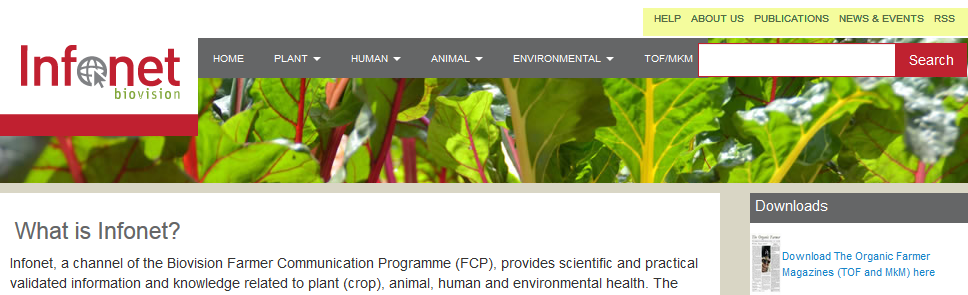 HELP ABOUT US PUBLICATIONS NEWS & EVENTS RSS
Infonet
biovision
HOME PLANT HUMAN ANIMAL ENVIRONMENTAL TOF/MKM Search
What is Infonet?
Infonet, a channel of the Biovision Farmer Communication Programme (FCP), provides scientific and practical
validated information and knowledge related to plant (crop), animal, human and environmental health. The
Downloads
The Organic Farmer
Download The Organic Farmer
Magazines (TOF and MkM) here